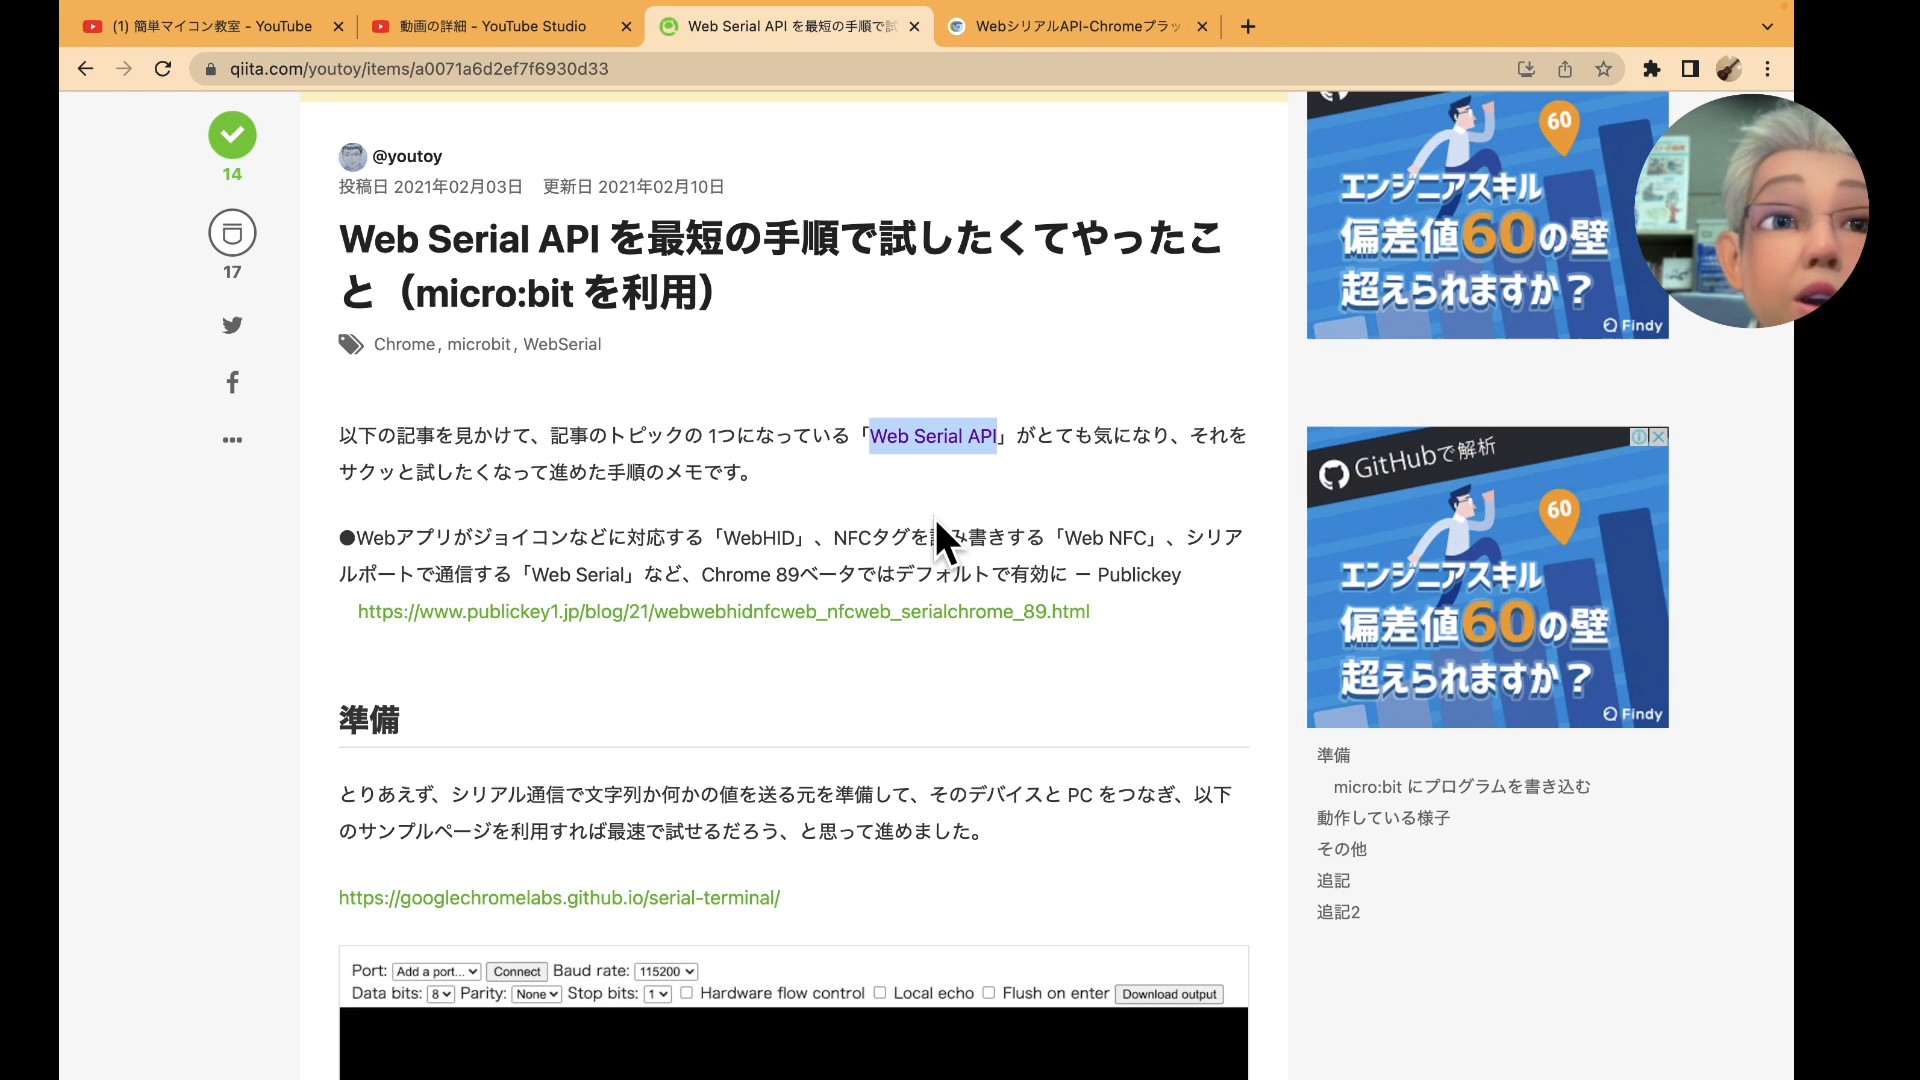 (1) 簡単マイコン教室 - YouTube
動画の詳細 - YouTube Studio
Web Serial API を最短の手順で試
WebシリアルAPI-Chromeプラッ
qiita.com/youtoy/items/a0071a6d2ef7f6930d33
14
17
@youtoy
投稿日 2021年02月03日 更新日 2021年02月10日
Web Serial API を最短の手順で試したくてやったこ
と（micro:bit を利用）
Chrome, microbit, WebSerial
以下の記事を見かけて、記事のトピックの 1つになっている「Web Serial API」がとても気になり、それを
サクッと試したくなって進めた手順のメモです。
●Webアプリがジョイコンなどに対応する「WebHID」、NFCタグを読み書きする「Web NFC」、シリア
ルポートで通信する「Web Serial」など、Chrome 89ベータではデフォルトで有効に － Publickey
https://www.publickey1.jp/blog/21/webwebhidnfcweb_nfcweb_serialchrome_89.html
準備
とりあえず、シリアル通信で文字列か何かの値を送る元を準備して、そのデバイスと PC をつなぎ、以下
のサンプルページを利用すれば最速で試せるだろう、と思って進めました。
https://googlechromelabs.github.io/serial-terminal/
Port: Add a port... Connect Baud rate: 115200
Data bits: 8 Parity: None Stop bits: 1 Hardware flow control Local echo Flush on enter Download output
60
エンジニアスキル
偏差値60の壁
超えられますか？
Findy
GitHubで解析
60
エンジニアスキル
偏差値60の壁
超えられますか？
Findy
準備
micro:bit にプログラムを書き込む
動作している様子
その他
追記
追記2